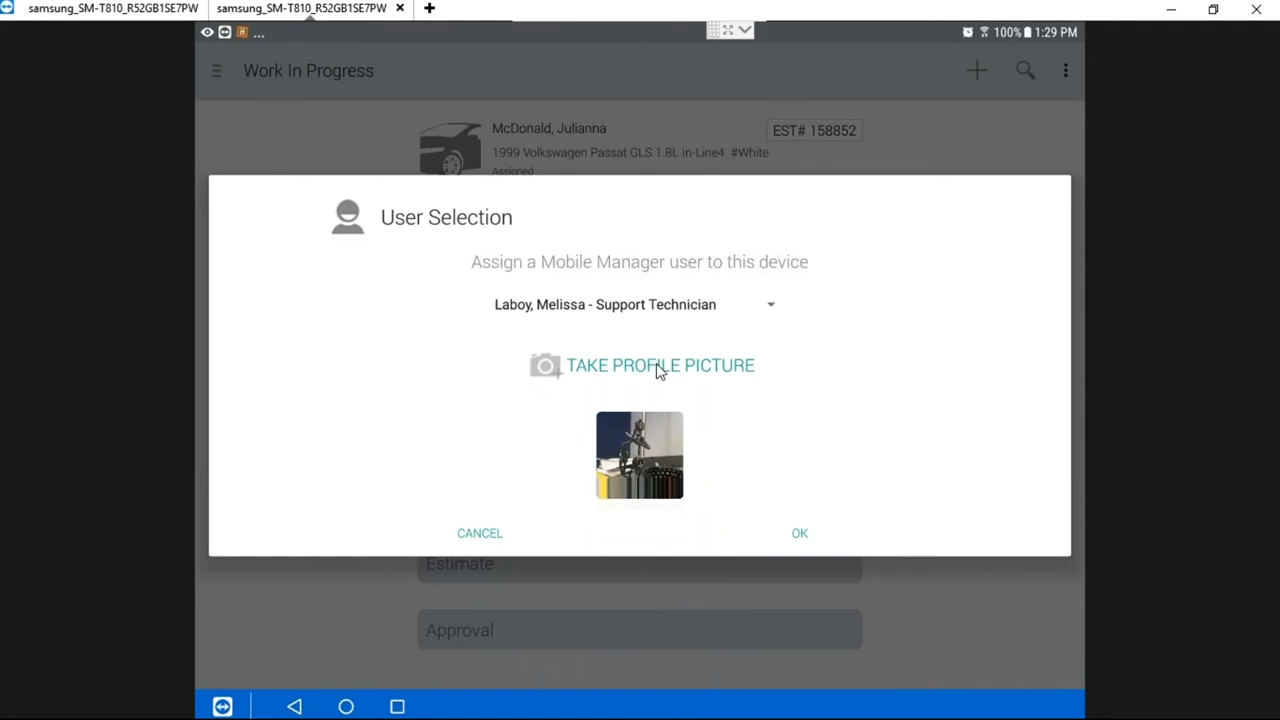 samsung_SM-T810_R52GB1SE7PW samsung_SM-T810_R52GB1SE7PW
... 100% 1:29 PM
Work In Progress
McDonald, Julianna EST# 158852
1999 Volkswagen Passat GLS 1.8L In-Line4 #White
Assigned
User Selection
Assign a Mobile Manager user to this device
Laboy, Melissa - Support Technician
TAKE PROFILE PICTURE
CANCEL OK
Estimate
Approval